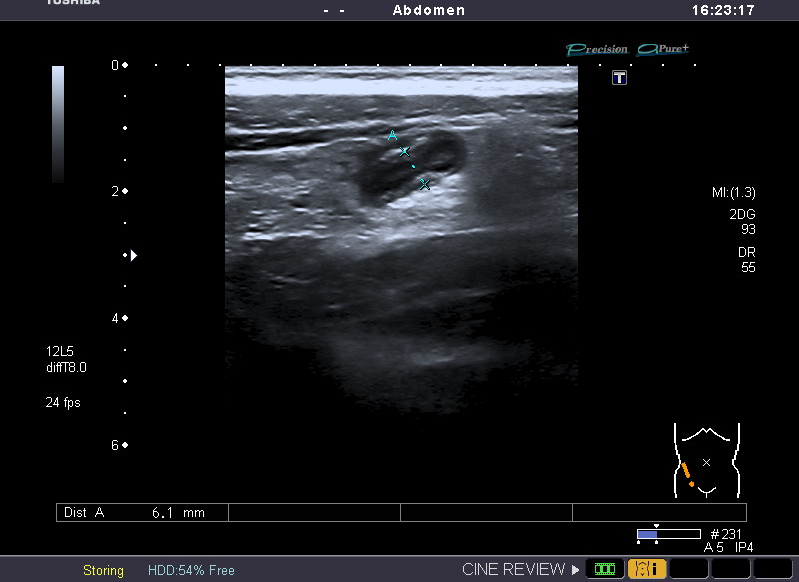 TOSHIBA
- - Abdomen 16:23:17
Precision APure+
T
0
A
2
MI:(1.3)
2DG
93
DR
55
4
12L5
diffT8.0
24 fps
6
Dist A 6.1 mm
#231
A 5 IP4
Storing HDD:54% Free CINE REVIEW
i